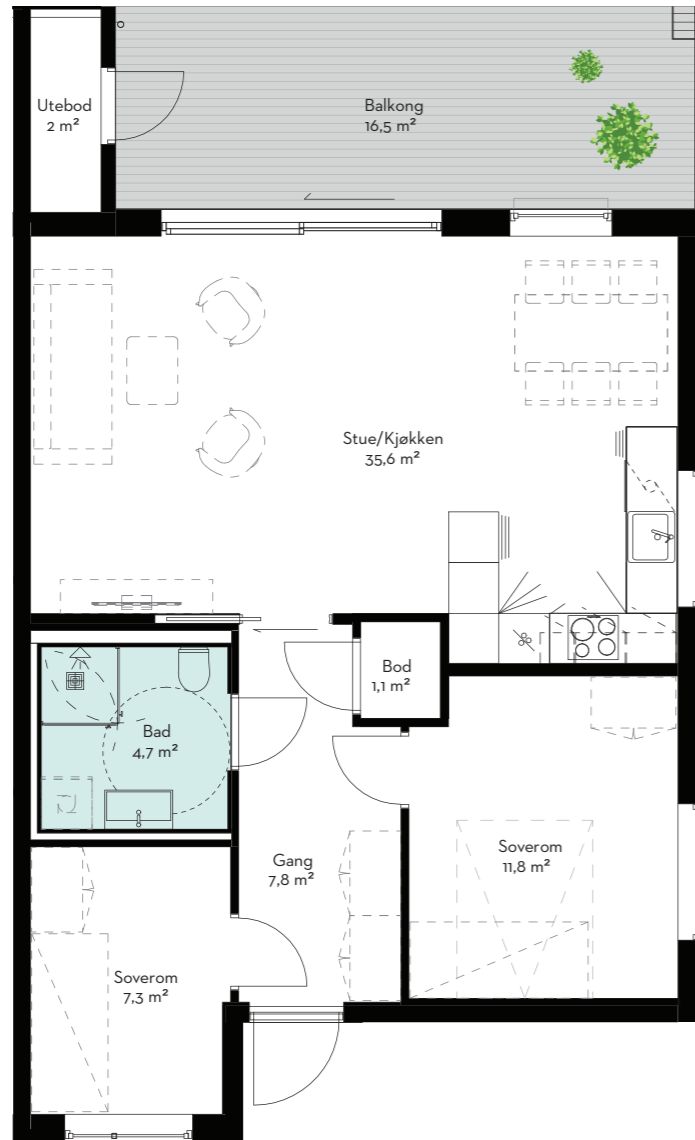 Utebod
2 m²
Balkong
16,5 m²
Stue/Kjøkken
35,6 m²
Bod
1,1 m²
Bad
4,7 m²
Gang
7,8 m²
Soverom
11,8 m²
Soverom
7,3 m²